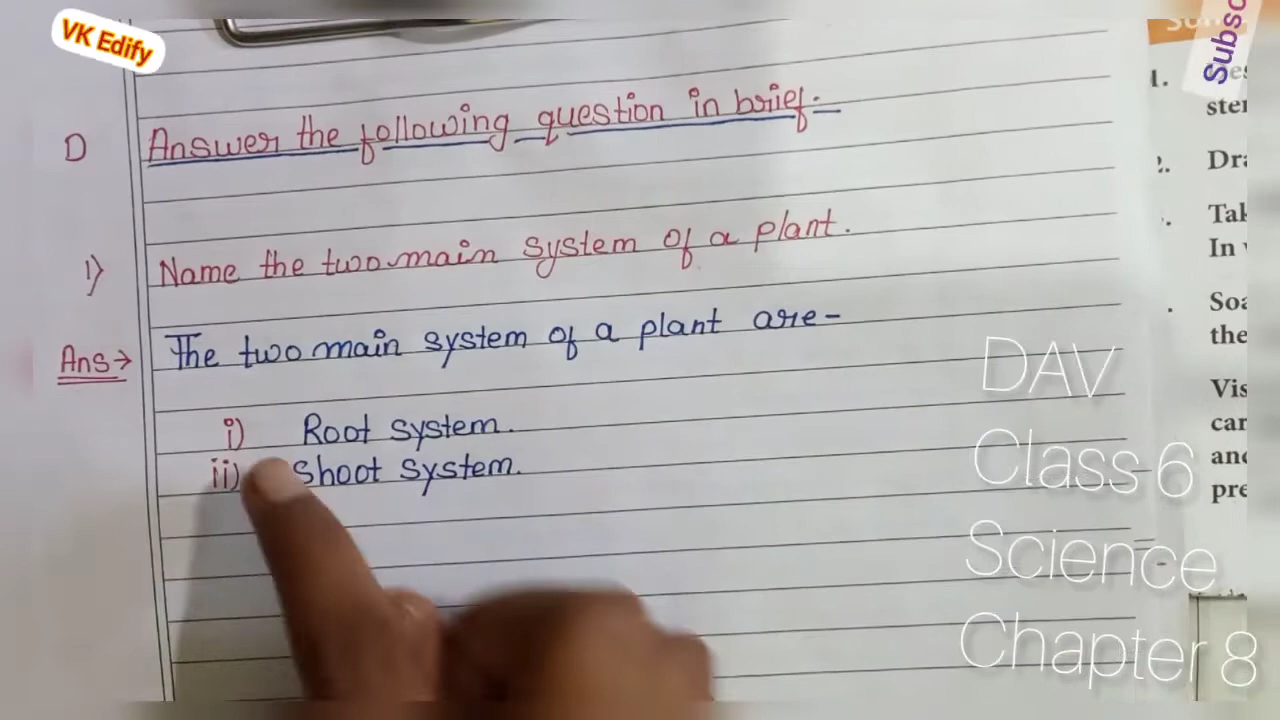 VK Edify
Subsc
D Answer the following question in brief:-
1) Name the two main system of a plant.
Ans→ The two main system of a plant are-
i) Root system.
ii) Shoot system.
DAV
Class 6
Science
Chapter 8
1.
ster
Dra
Tak
In
Soa
the
Vis
can
and
pre